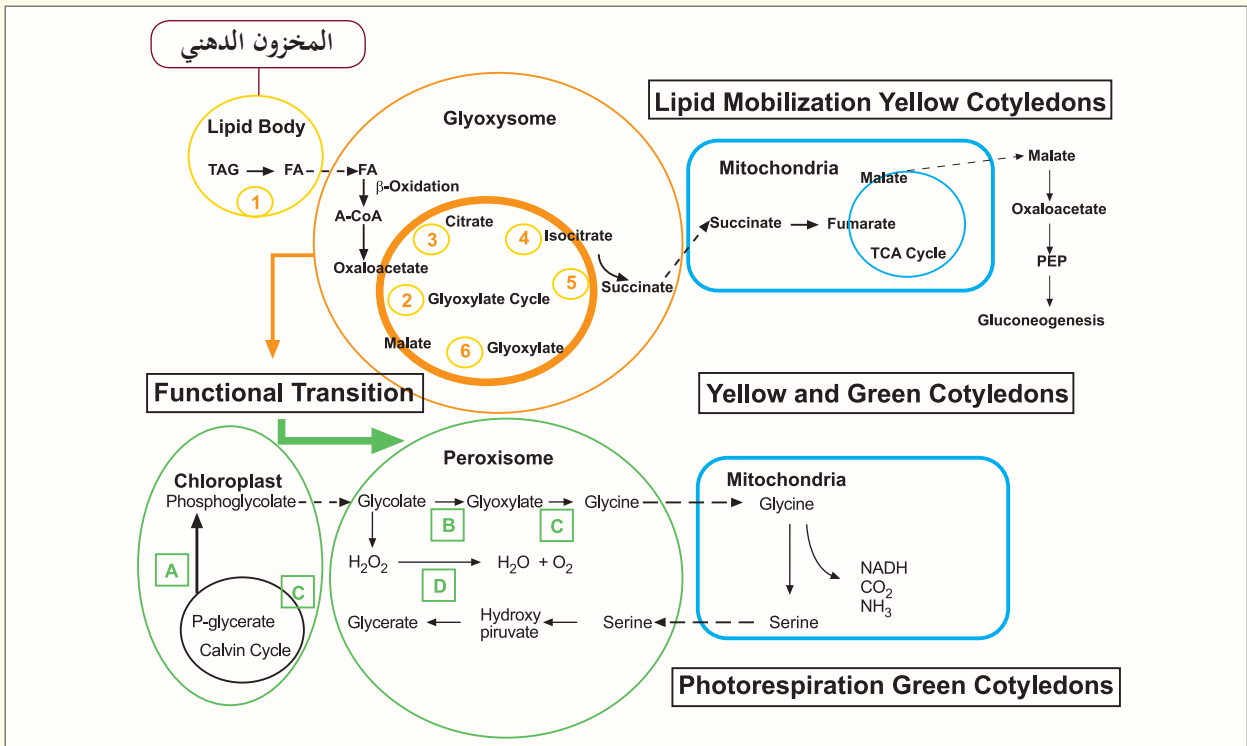 المخزون الدهني
Lipid Body
TAG
FA
1
Glyoxysome
FA
β-Oxidation
A-CoA
Oxaloacetate
Citrate
3
4
Isocitrate
5
Succinate
2
Glyoxylate Cycle
Malate
6
Glyoxylate
Lipid Mobilization Yellow Cotyledons
Mitochondria
Malate
Succinate
Fumarate
TCA Cycle
Malate
Oxaloacetate
PEP
Gluconeogenesis
Functional Transition
Yellow and Green Cotyledons
Chloroplast
Phosphoglycolate
A
C
P-glycerate
Calvin Cycle
Peroxisome
Glycolate
Glyoxylate
Glycine
B
C
H₂O₂
H₂O + O₂
D
Glycerate
Hydroxy
piruvate
Serine
Mitochondria
Glycine
NADH
CO₂
NH₃
Serine
Photorespiration Green Cotyledons